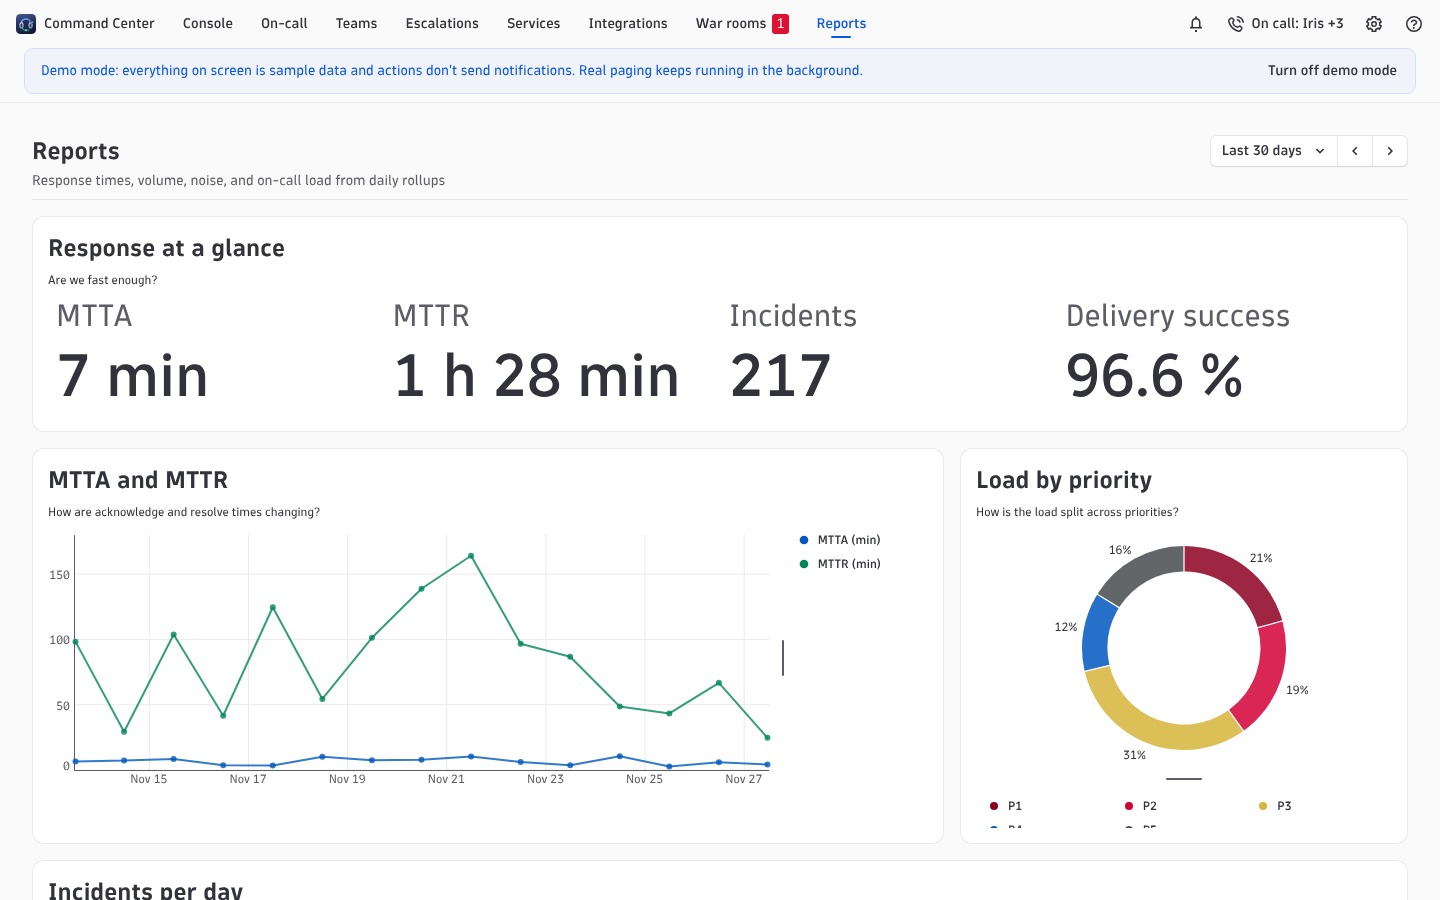 Command Center Console On-call Teams Escalations Services Integrations War rooms 1 Reports On call: Iris +3
Demo mode: everything on screen is sample data and actions don't send notifications. Real paging keeps running in the background. Turn off demo mode
Reports
Last 30 days
Response times, volume, noise, and on-call load from daily rollups
Response at a glance
Are we fast enough?
MTTA MTTR Incidents Delivery success
7 min 1 h 28 min 217 96.6 %
MTTA and MTTR
How are acknowledge and resolve times changing?
MTTA (min)
MTTR (min)
150
100
50
0
Nov 15 Nov 17 Nov 19 Nov 21 Nov 23 Nov 25 Nov 27
Load by priority
How is the load split across priorities?
16%
21%
12%
19%
31%
P1 P2 P3
P4 P5
Incidents per day